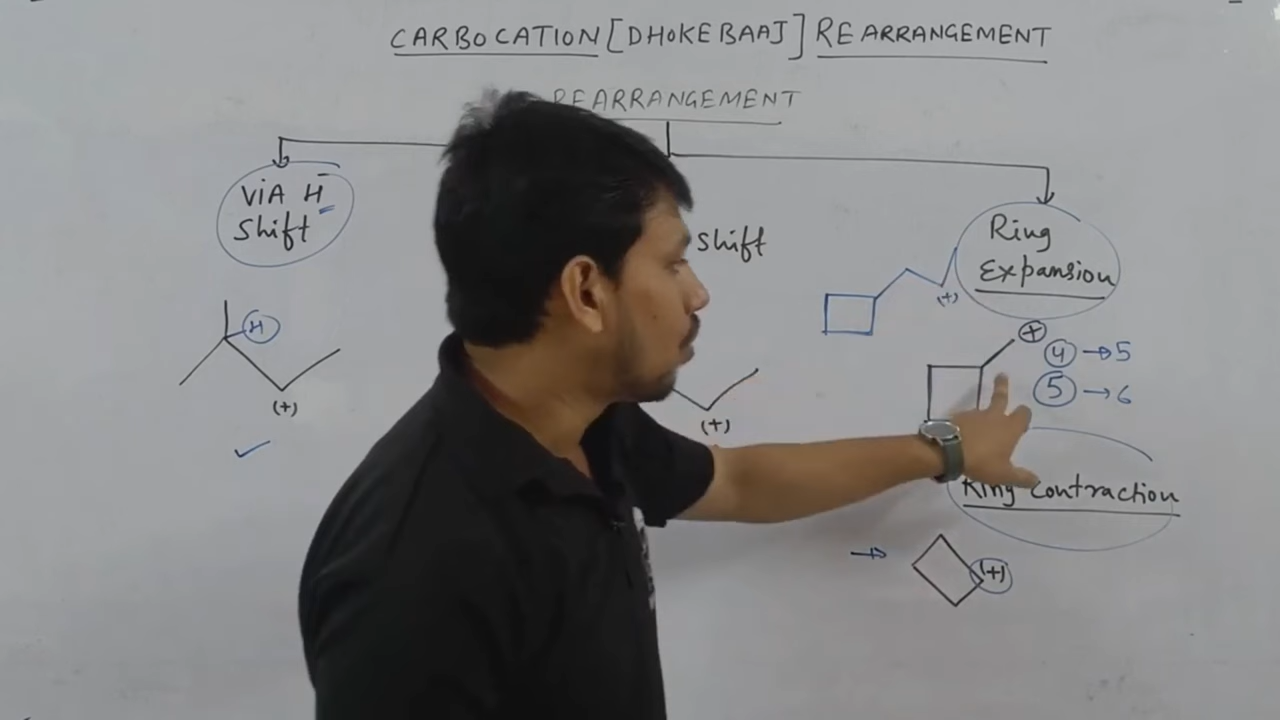 CARBOCATION [DHOKEBAAJ] REARRANGEMENT
REARRANGEMENT
VIA H⁻
Shift
Shift
Ring
Expansion
(+)
H
(+)
(+)
+
4 → 5
5 → 6
Ring Contraction
→
(+)